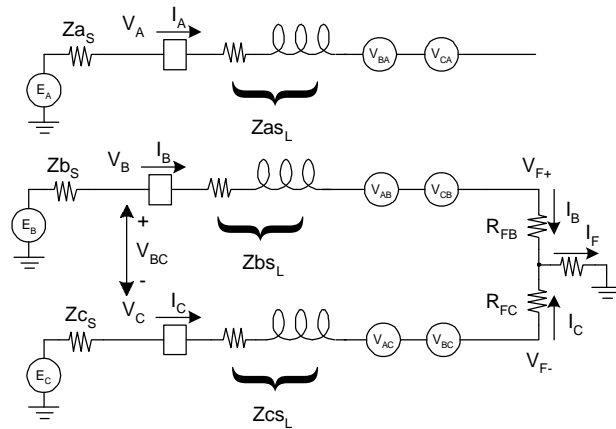 Za_S
V_A
I_A
E_A
V_BA
V_CA
Zas_L
Zb_S
V_B
I_B
E_B
V_AB
V_CB
V_F+
I_B
R_FB
I_F
+
V_BC
-
Zbs_L
Zc_S
V_C
I_C
E_C
V_AC
V_BC
R_FC
I_C
V_F-
Zcs_L